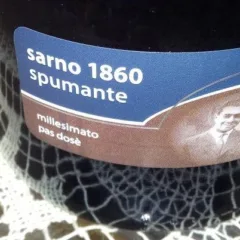 sarno 1860
spumante
millesimato
pas dosè